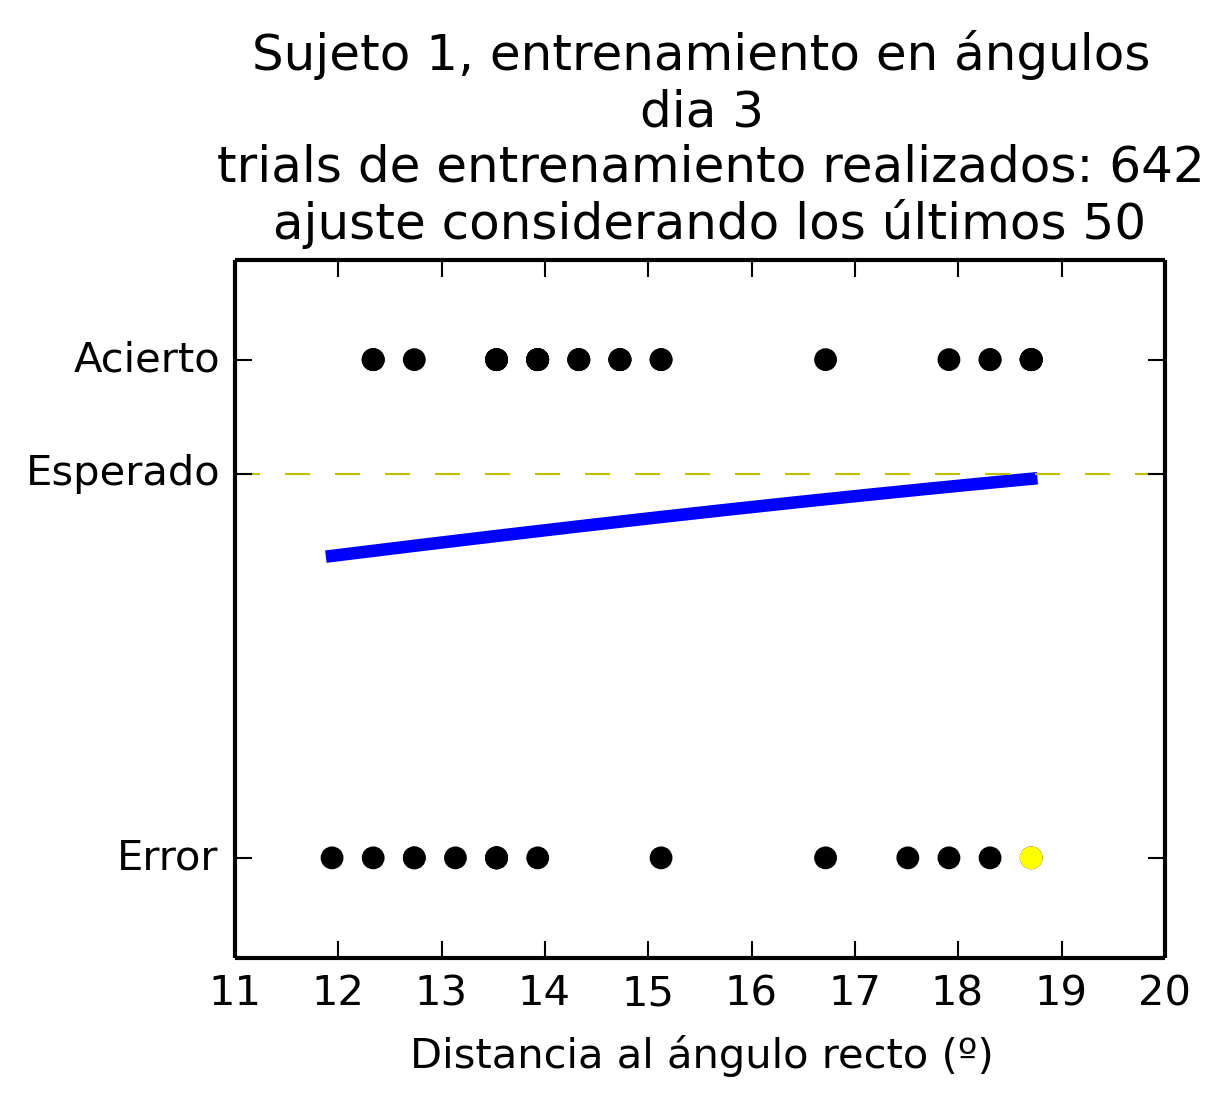 Sujeto 1, entrenamiento en ángulos
dia 3
trials de entrenamiento realizados: 642
ajuste considerando los últimos 50
Acierto
Esperado
Error
11 12 13 14 15 16 17 18 19 20
Distancia al ángulo recto (º)